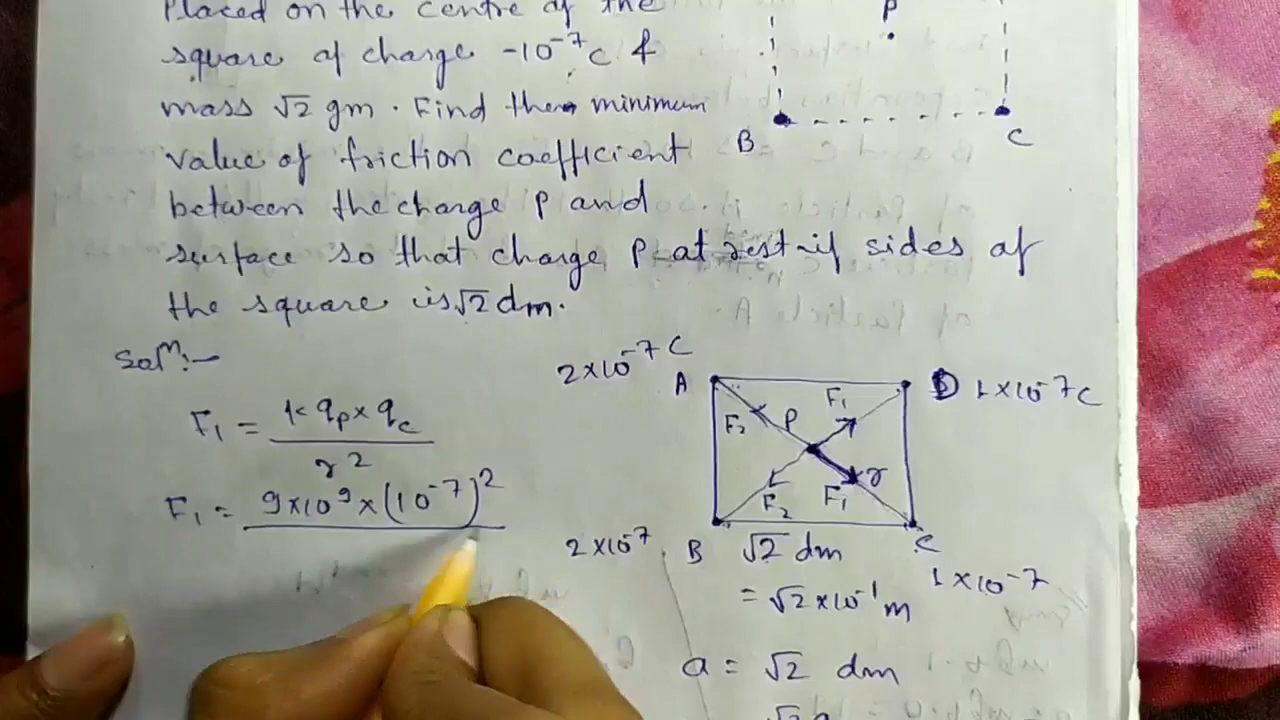 Placed on the centre of the
square of charge -10⁻⁷c &
mass √2 gm. Find the minimum
value of friction coefficient
between the charge p and
surface so that charge p at rest if sides of
the square is √2 dm.
P
B
C
Solⁿ:-
F₁ = k qₚ × q꜀
r²
F₁ = 9×10⁹×(10⁻⁷)²
2×10⁻⁷ C
A
D 1×10⁻⁷C
F₂ P F₁
r
F₂ F₁
2×10⁻⁷ B √2 dm C
= √2×10⁻¹ m 1×10⁻⁷
a = √2 dm